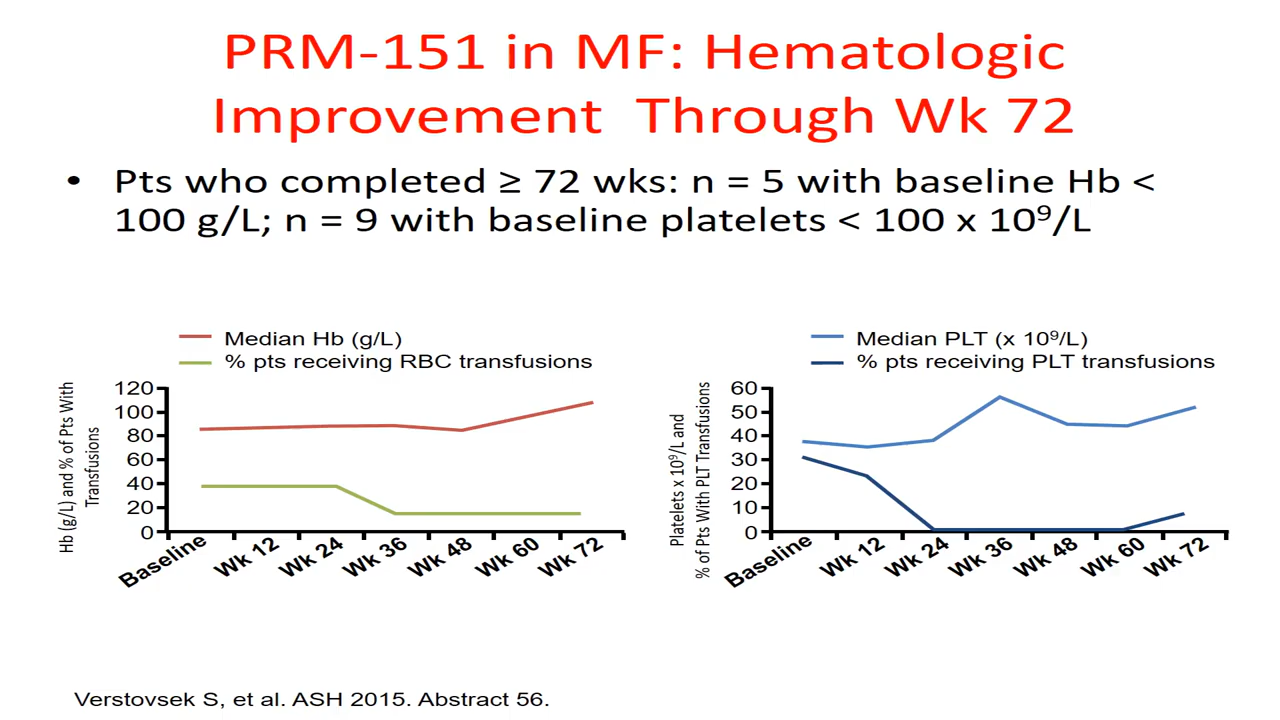 PRM-151 in MF: Hematologic
Improvement Through Wk 72
• Pts who completed ≥ 72 wks: n = 5 with baseline Hb <
100 g/L; n = 9 with baseline platelets < 100 x 10⁹/L
Median Hb (g/L)
% pts receiving RBC transfusions
Hb (g/L) and % of Pts With
Transfusions
120
100
80
60
40
20
0
Baseline
Wk 12
Wk 24
Wk 36
Wk 48
Wk 60
Wk 72
Median PLT (x 10⁹/L)
% pts receiving PLT transfusions
Platelets x 10⁹/L and
% of Pts With PLT Transfusions
60
50
40
30
20
10
0
Baseline
Wk 12
Wk 24
Wk 36
Wk 48
Wk 60
Wk 72
Verstovsek S, et al. ASH 2015. Abstract 56.